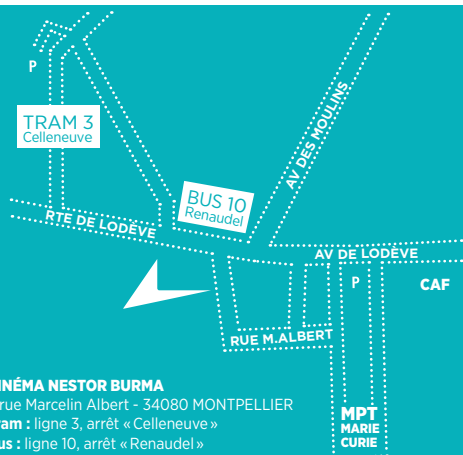 P
TRAM 3
Celleneuve
AV DES MOULINS
BUS 10
Renaudel
RTE DE LODÈVE
AV DE LODÈVE
P
CAF
RUE M.ALBERT
MPT
MARIE
CURIE
NÉMA NESTOR BURMA
rue Marcelin Albert - 34080 MONTPELLIER
ram : ligne 3, arrêt « Celleneuve »
us : ligne 10, arrêt « Renaudel »